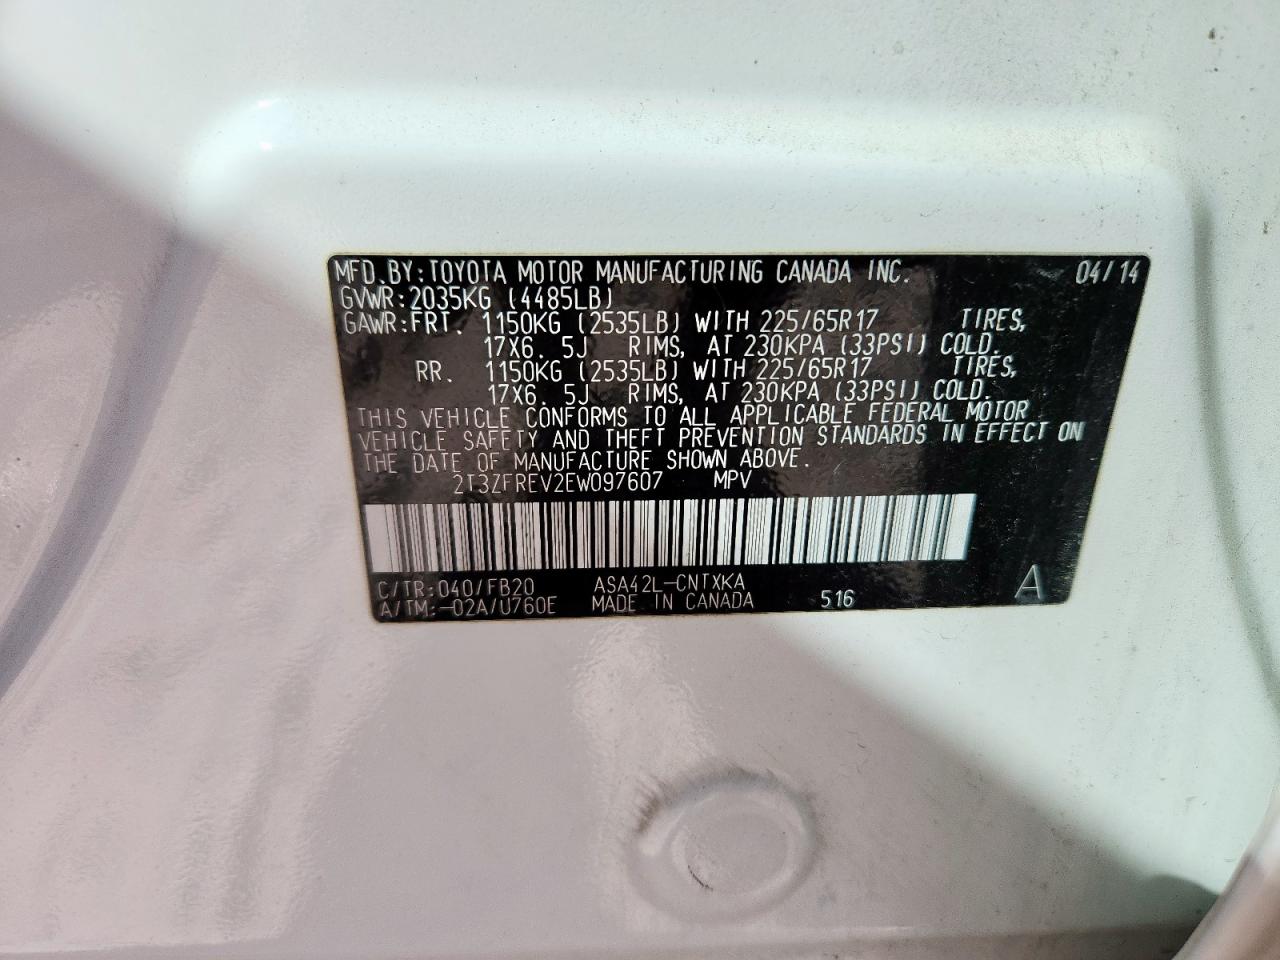 MFD. BY: TOYOTA MOTOR MANUFACTURING CANADA INC. 04/14
GVWR: 2035KG (4485LB)
GAWR: FRT. 1150KG (2535LB) WITH 225/65R17 TIRES,
17X6. 5J RIMS, AT 230KPA (33PSI) COLD.
RR. 1150KG (2535LB) WITH 225/65R17 TIRES,
17X6. 5J RIMS, AT 230KPA (33PSI) COLD.
THIS VEHICLE CONFORMS TO ALL APPLICABLE FEDERAL MOTOR
VEHICLE SAFETY AND THEFT PREVENTION STANDARDS IN EFFECT ON
THE DATE OF MANUFACTURE SHOWN ABOVE.
2T3ZFREV2EW097607 MPV
C/TR: 040/FB20 ASA42L-CNTXKA
A/TM: -02A/U760E MADE IN CANADA 516 A